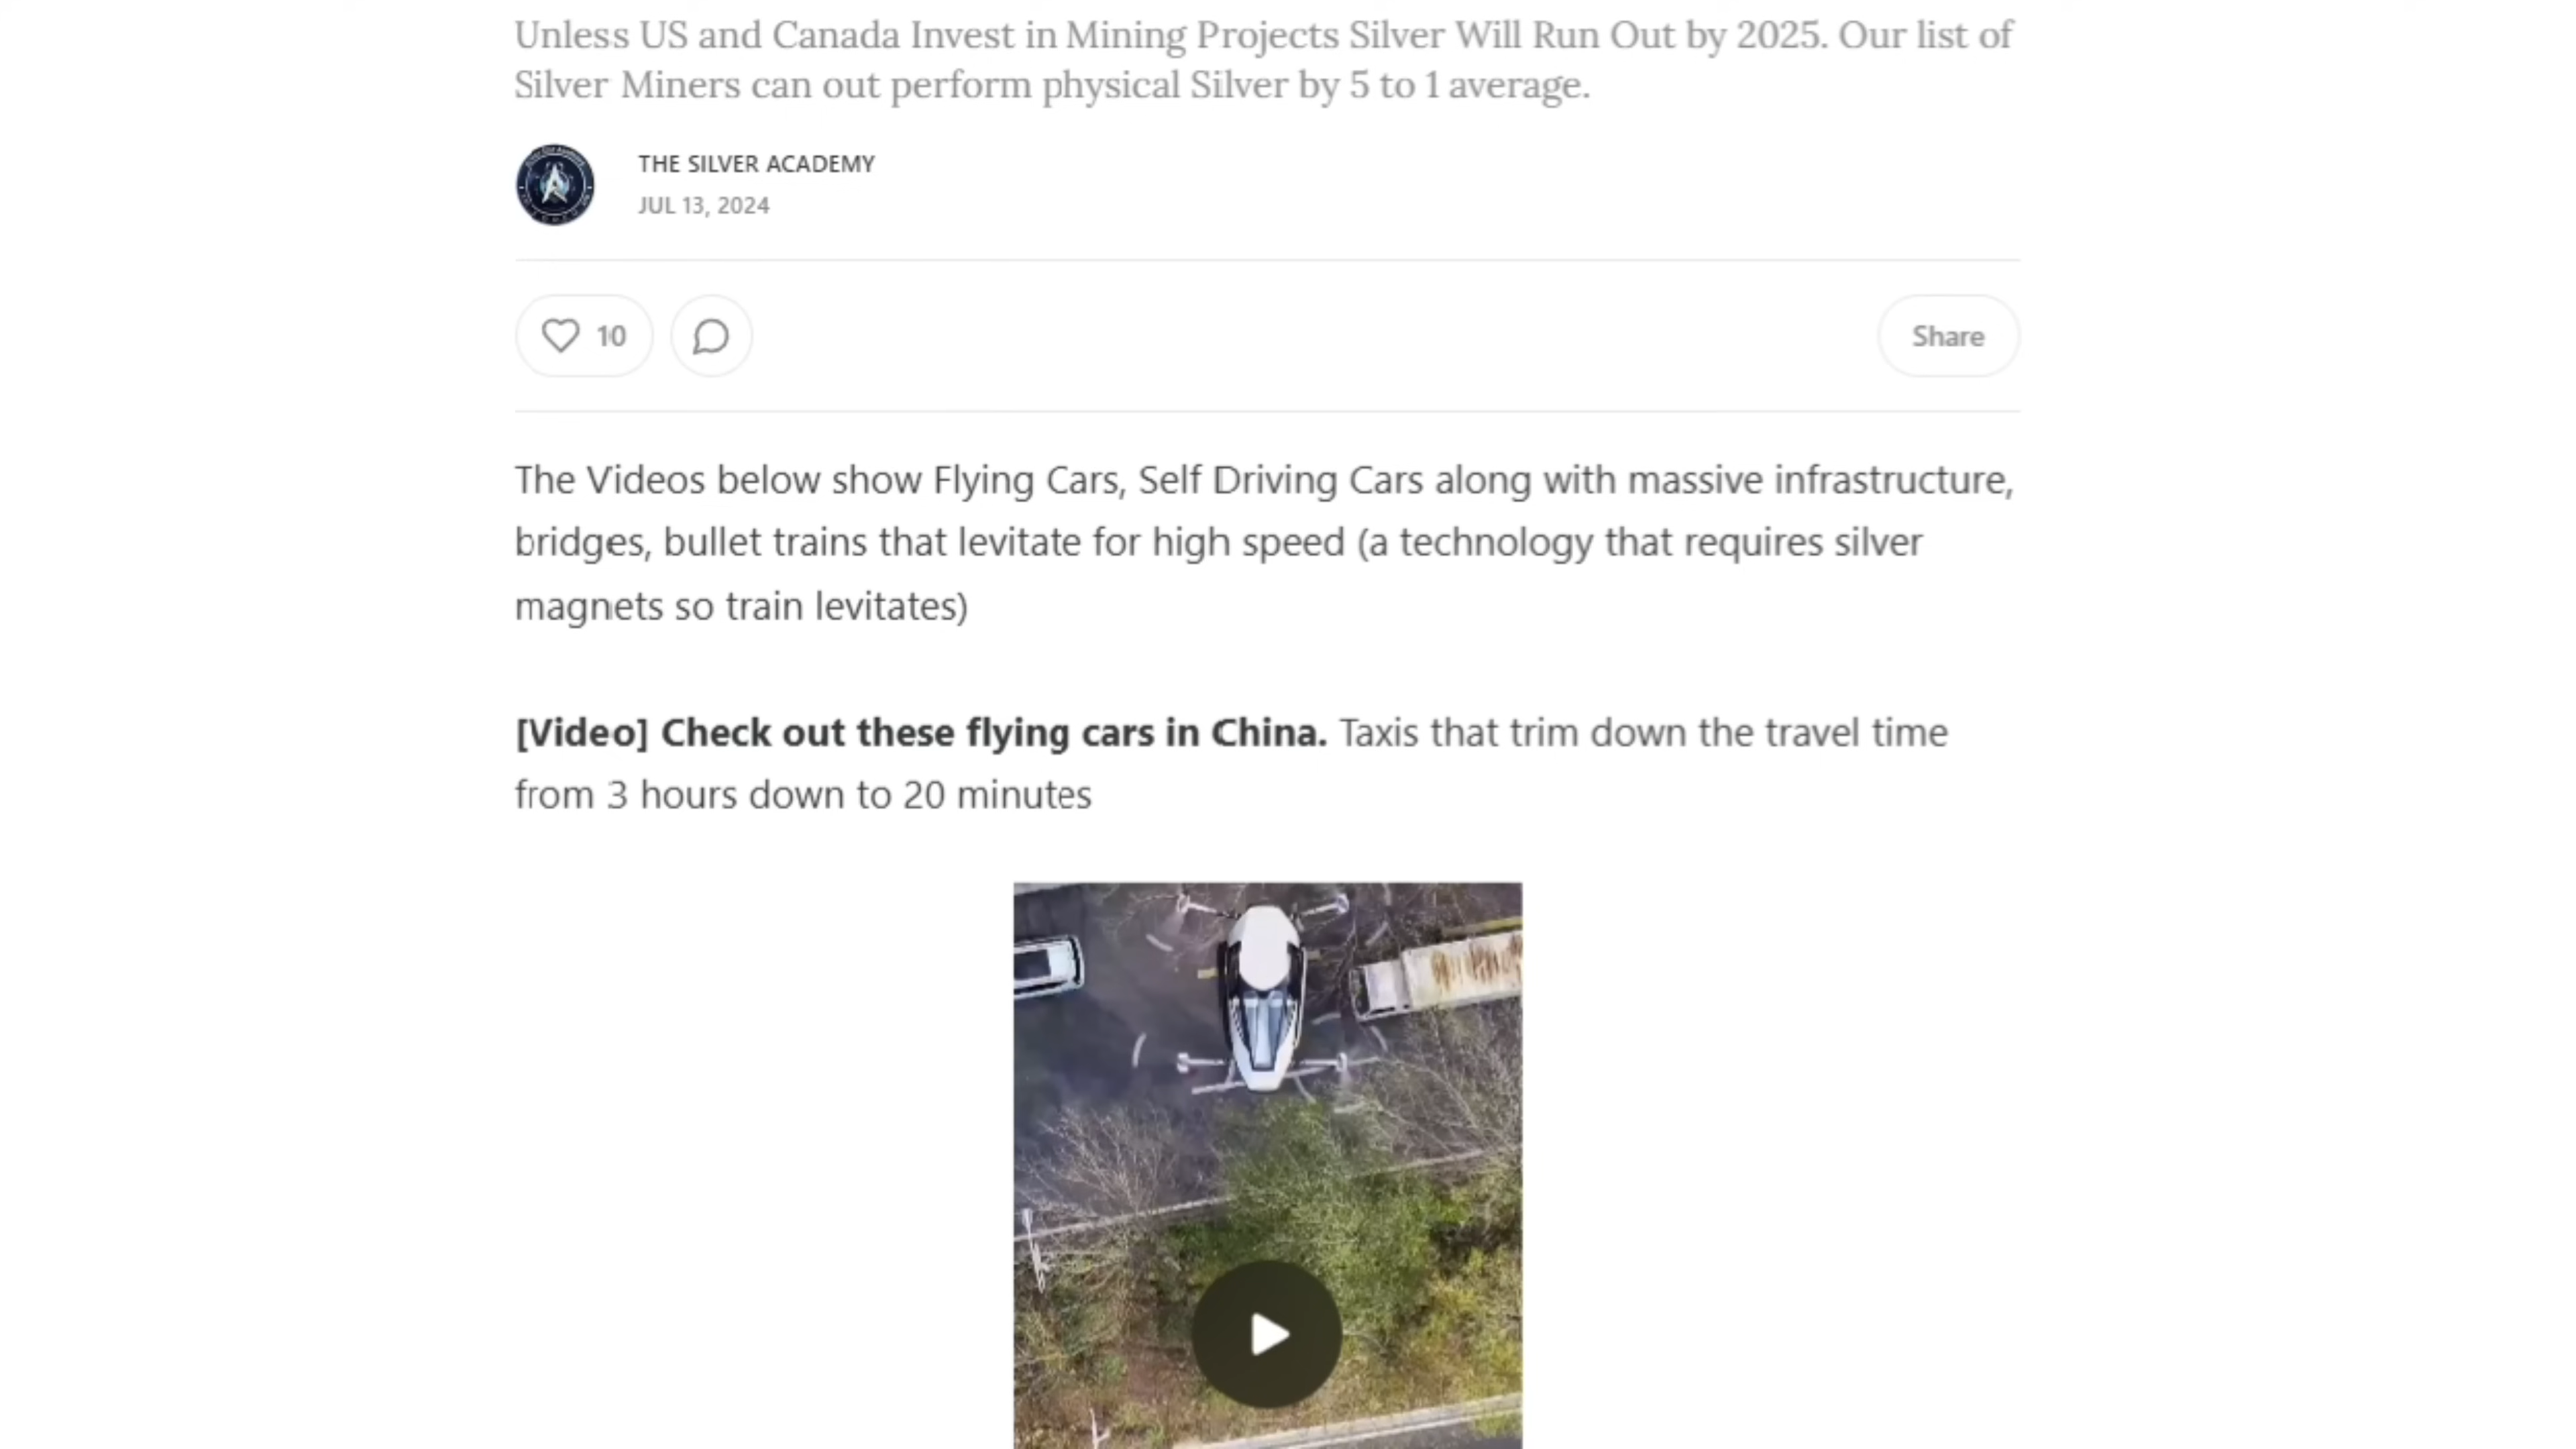 Unless US and Canada Invest in Mining Projects Silver Will Run Out by 2025. Our list of
Silver Miners can out perform physical Silver by 5 to 1 average.
THE SILVER ACADEMY
JUL 13, 2024
10
Share
The Videos below show Flying Cars, Self Driving Cars along with massive infrastructure,
bridges, bullet trains that levitate for high speed (a technology that requires silver
magnets so train levitates)
[Video] Check out these flying cars in China. Taxis that trim down the travel time
from 3 hours down to 20 minutes